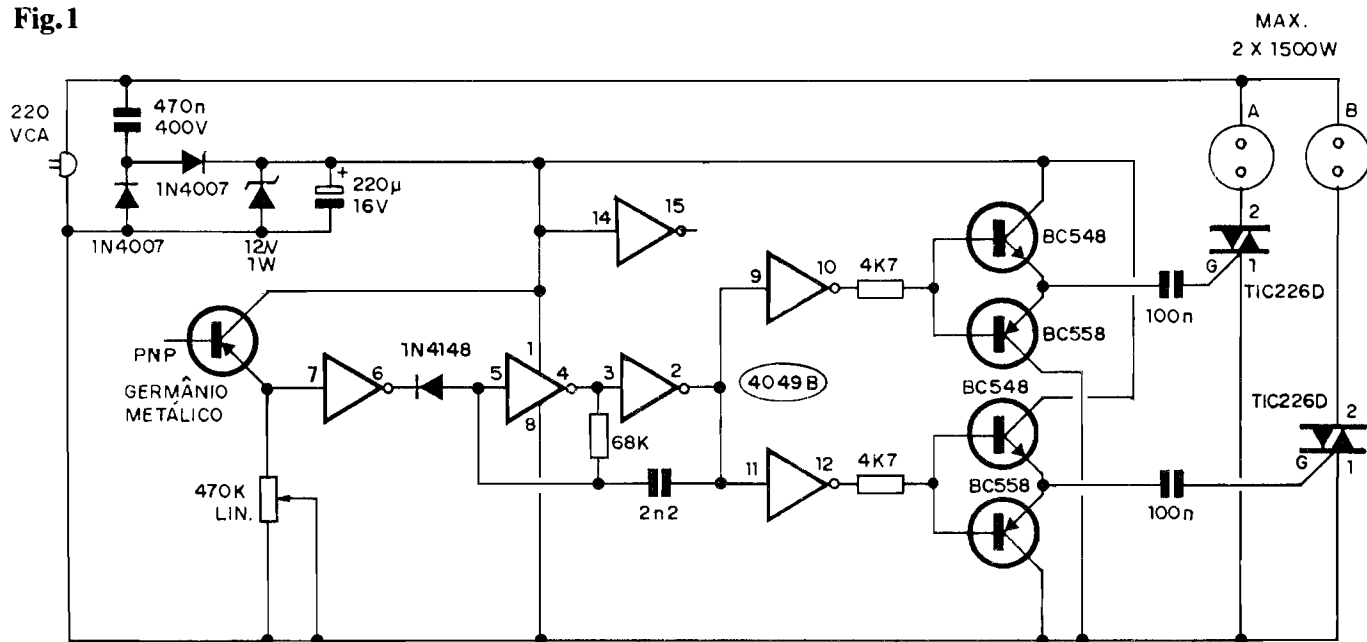 Fig.1
MAX.
2 X 1500W
220
VCA
470n
400V
A
B
1N4007
+
220µ
16V
1N4007
12V
1W
14
15
BC548
2
G
1
TIC226D
9
10
4K7
100n
BC558
PNP
GERMÂNIO
METÁLICO
7
6
1N4148
5
1
4
8
3
2
4049B
BC548
TIC226D
2
G
1
68K
470K
LIN.
2n2
11
12
4K7
BC558
100n